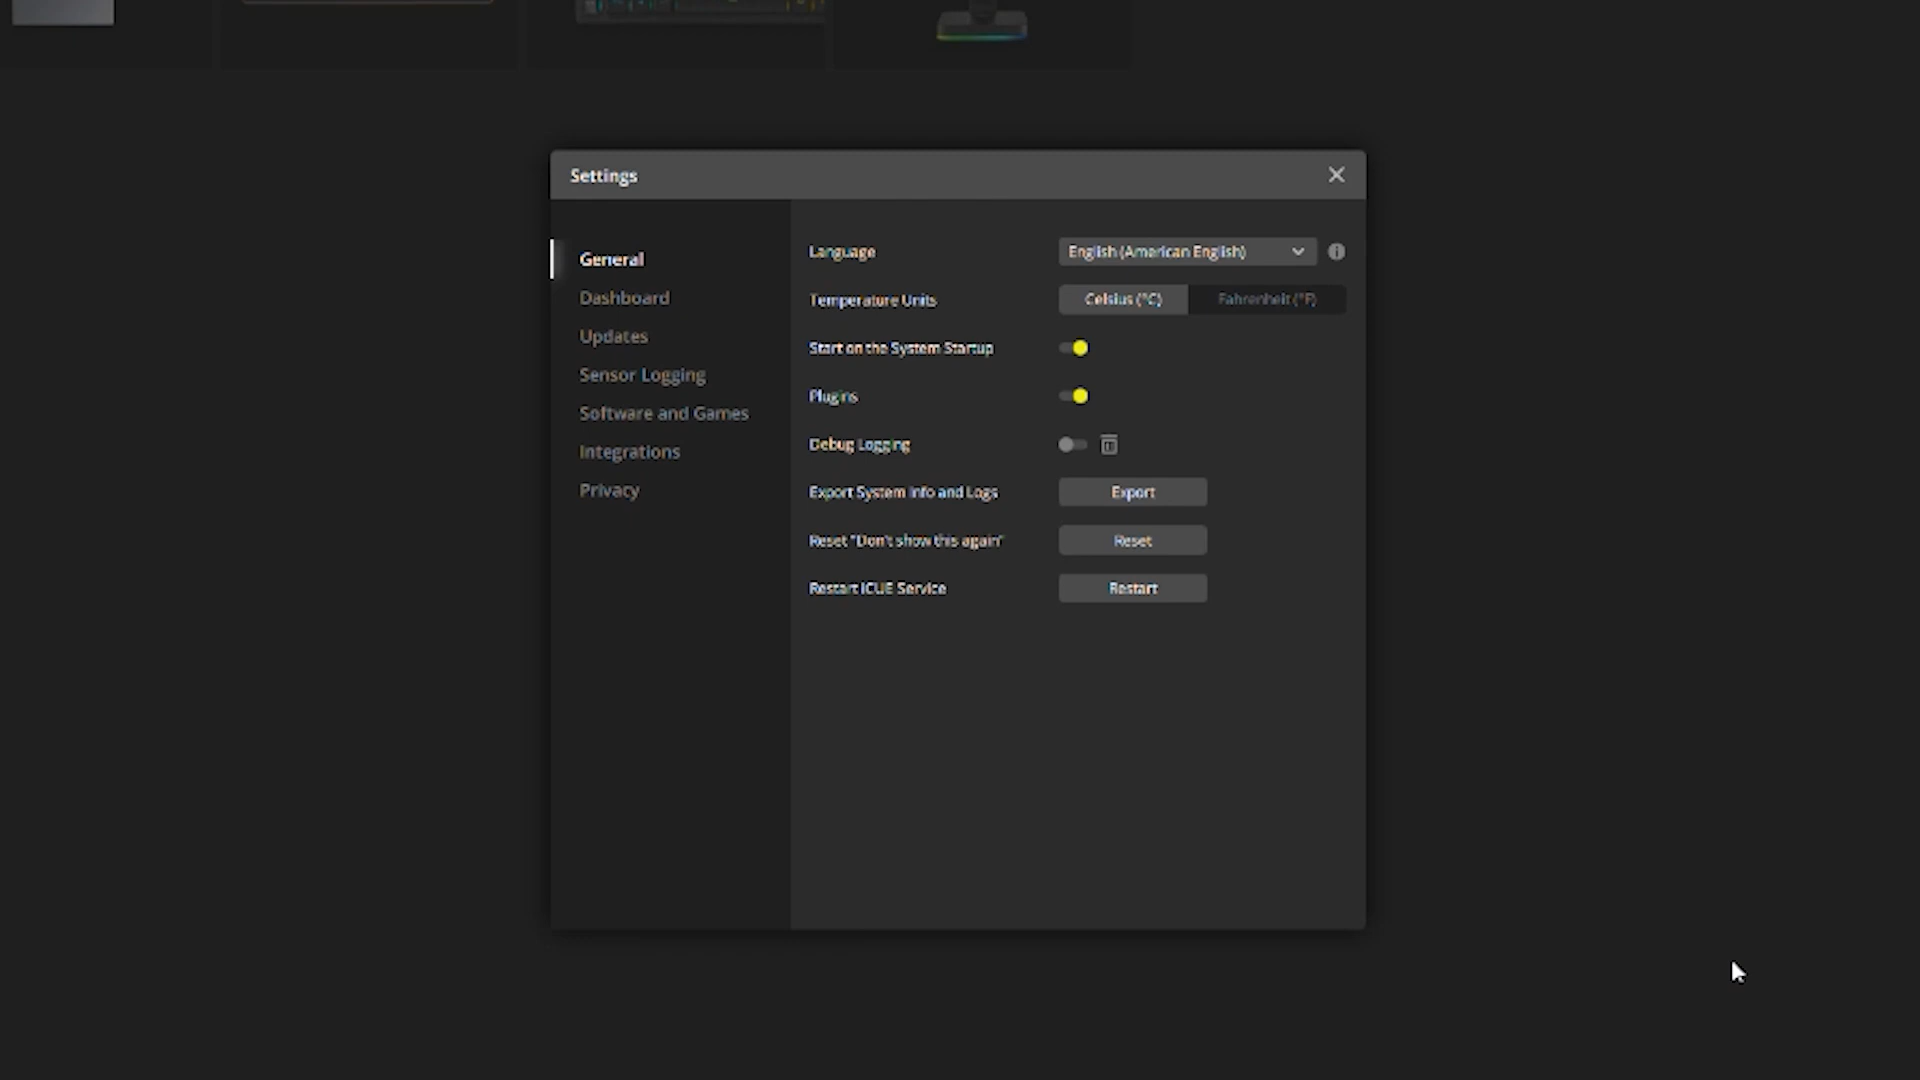 Settings
General
Dashboard
Updates
Sensor Logging
Software and Games
Integrations
Privacy
Language
English (American English)
Temperature Units
Celsius (°C)
Fahrenheit (°F)
Start on the System Startup
Plugins
Debug Logging
Export System Info and Logs
Export
Reset "Don't show this again"
Reset
Restart iCUE Service
Restart